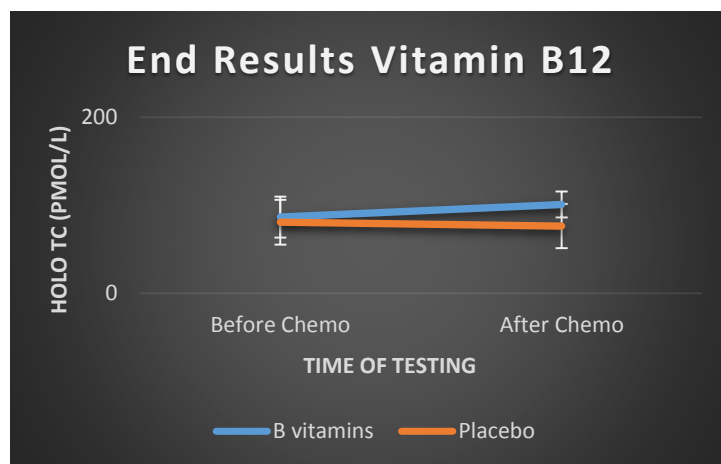 End Results Vitamin B12
200
HOLO TC (PMOL/L)
0
Before Chemo After Chemo
TIME OF TESTING
B vitamins Placebo